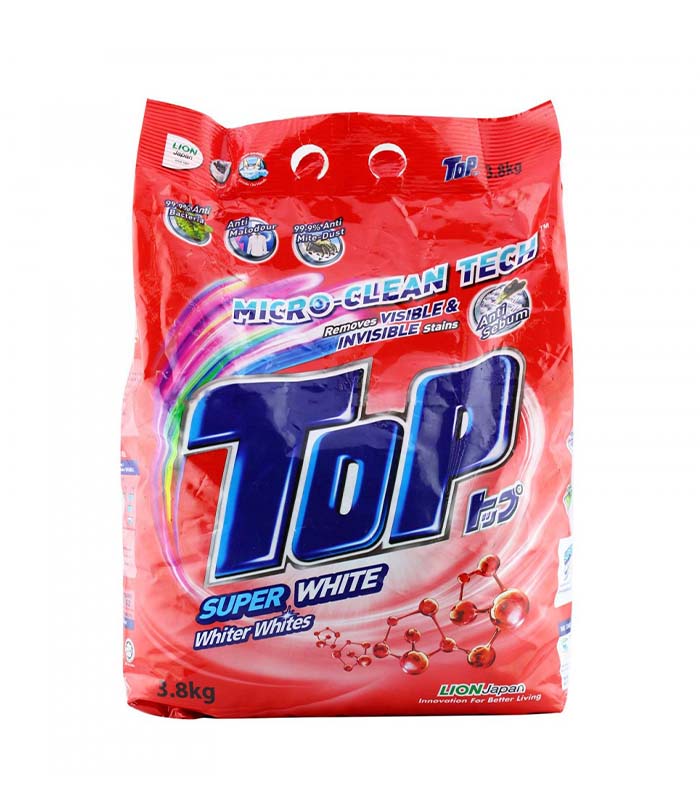 LION
Japan
TOP 3.8kg
99.9% Anti
Bacteria
Anti
Malodour
99.9% Anti
Mite-Dust
MICRO-CLEAN TECH™
Removes VISIBLE &
INVISIBLE Stains
Anti
Sebum
TOP
トップ
SUPER WHITE
Whiter Whites
3.8kg
LION Japan
Innovation For Better Living